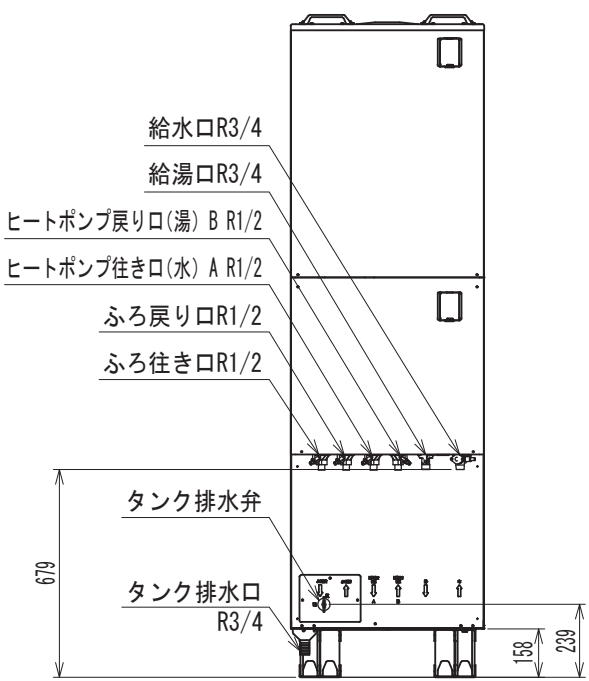 給水口R3/4
給湯口R3/4
ヒートポンプ戻り口(湯) B R1/2
ヒートポンプ往き口(水) A R1/2
ふろ戻り口R1/2
ふろ往き口R1/2
タンク排水弁
679
タンク排水口
R3/4
A B
158
239